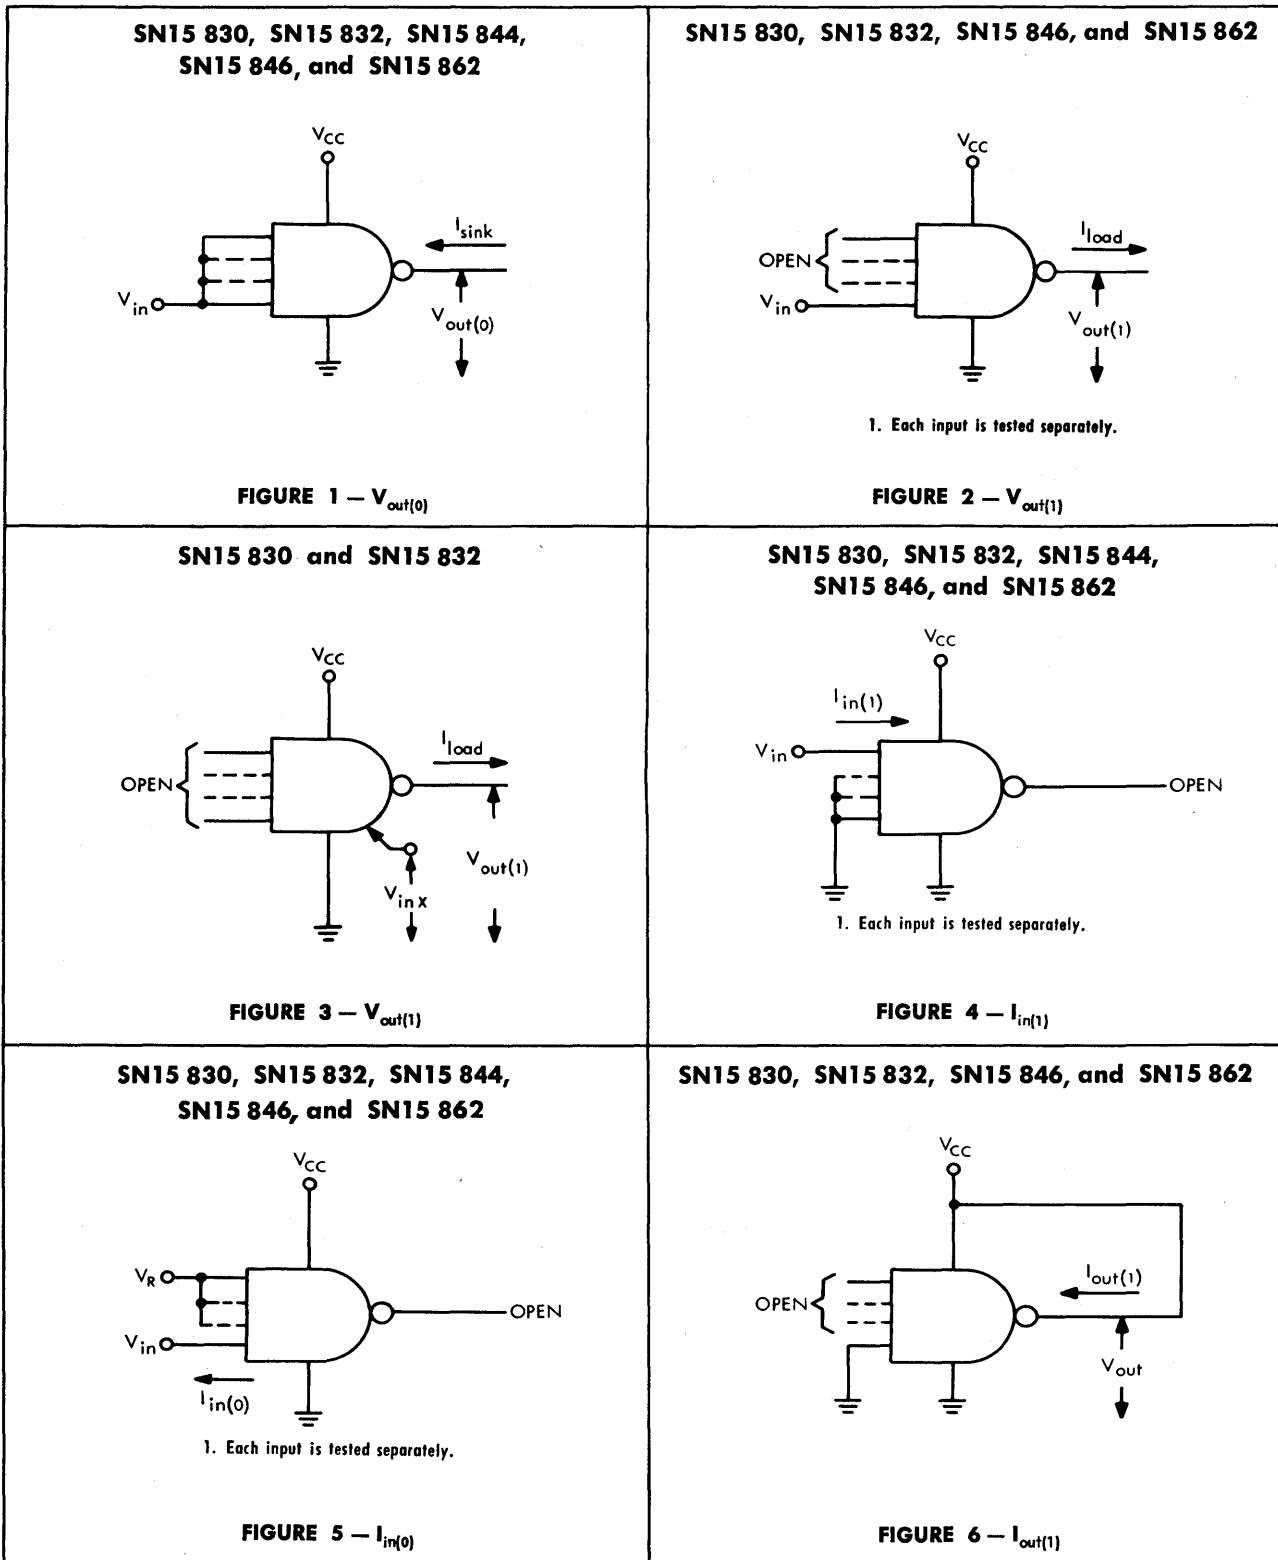 SN15 830, SN15 832, SN15 844,
SN15 846, and SN15 862
VCC
Isink
Vin
Vout(0)
FIGURE 1 — Vout(0)
SN15 830, SN15 832, SN15 846, and SN15 862
VCC
Iload
OPEN
Vin
Vout(1)
1. Each input is tested separately.
FIGURE 2 — Vout(1)
SN15 830 and SN15 832
VCC
Iload
OPEN
Vout(1)
Vin X
FIGURE 3 — Vout(1)
SN15 830, SN15 832, SN15 844,
SN15 846, and SN15 862
VCC
Iin(1)
Vin
OPEN
1. Each input is tested separately.
FIGURE 4 — Iin(1)
SN15 830, SN15 832, SN15 844,
SN15 846, and SN15 862
VCC
VR
OPEN
Vin
Iin(0)
1. Each input is tested separately.
FIGURE 5 — Iin(0)
SN15 830, SN15 832, SN15 846, and SN15 862
VCC
Iout(1)
OPEN
Vout
FIGURE 6 — Iout(1)